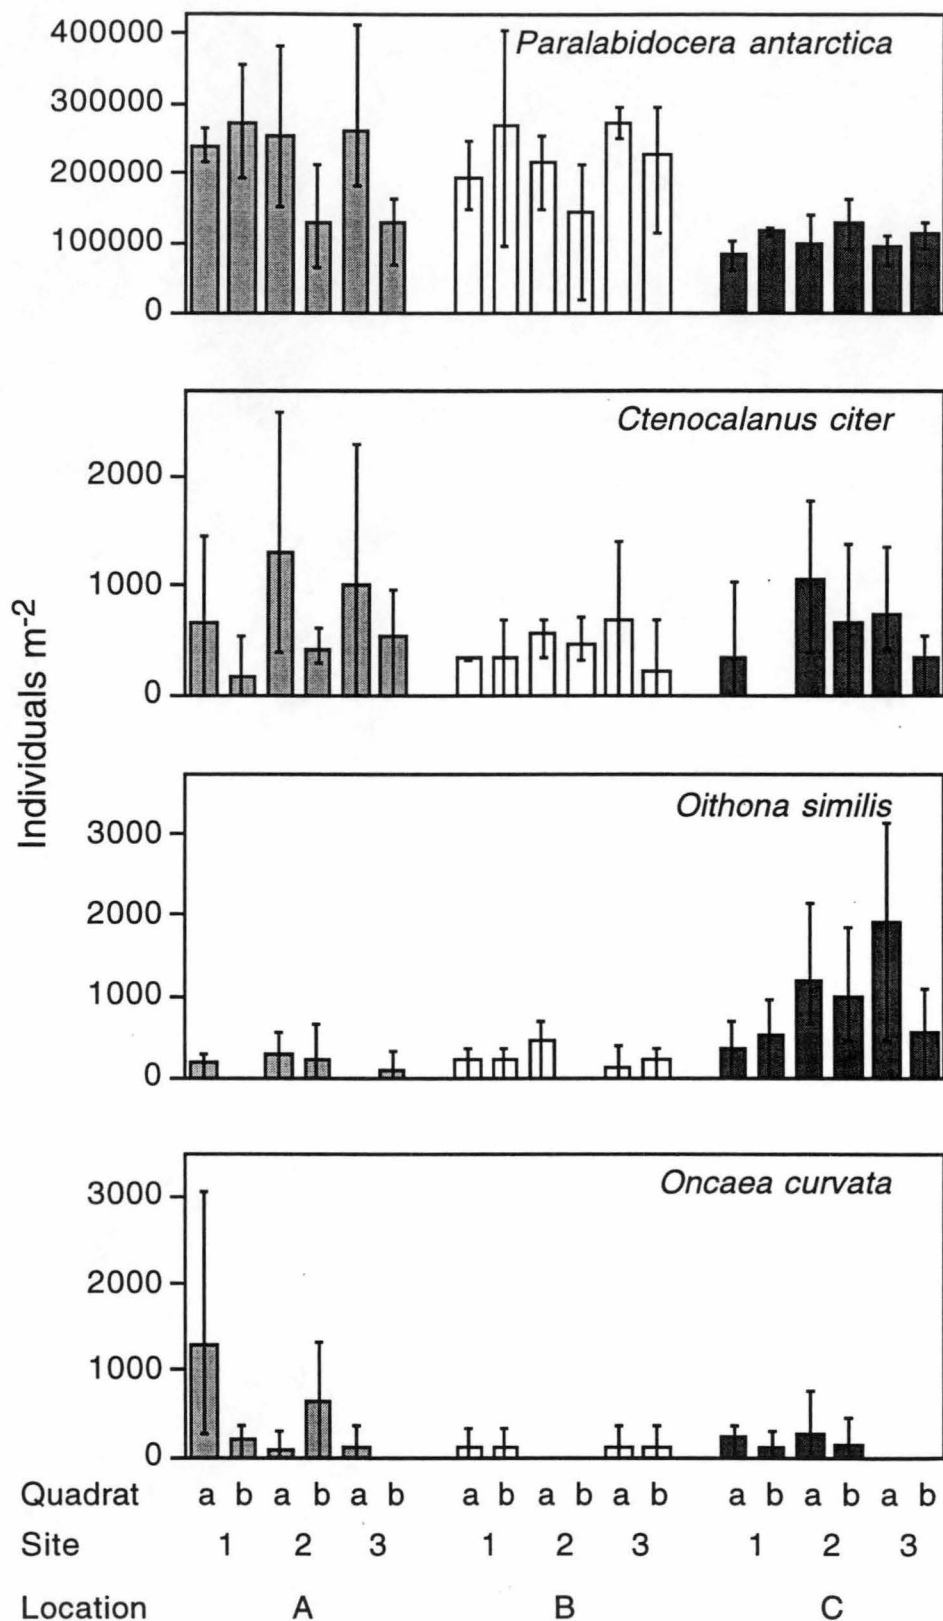 Individuals m-2
Paralabidocera antarctica
400000
300000
200000
100000
0
Ctenocalanus citer
2000
1000
0
Oithona similis
3000
2000
1000
0
Oncaea curvata
3000
2000
1000
0
Quadrat a b a b a b a b a b a b a b a b a b
Site 1 2 3 1 2 3 1 2 3
Location A B C